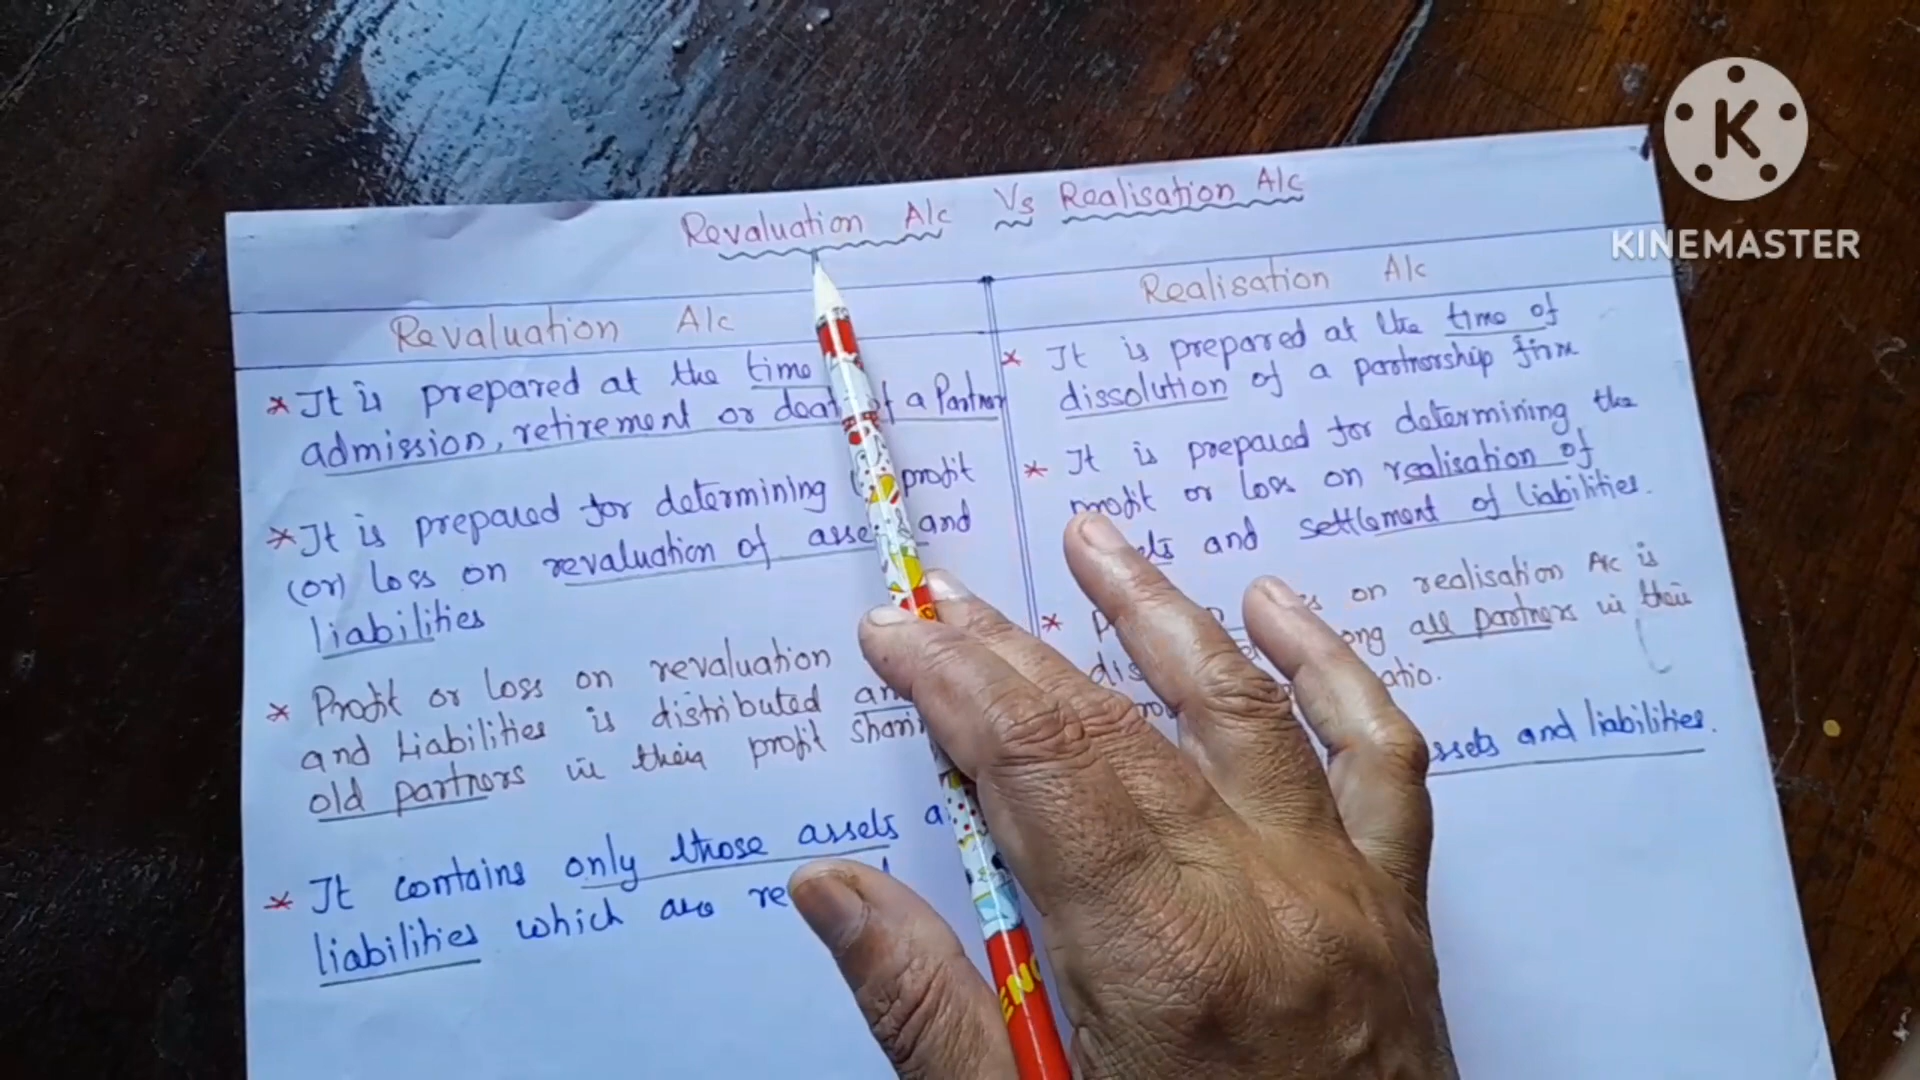 Revaluation A/c Vs Realisation A/c
Revaluation A/c
* It is prepared at the time
admission, retirement or death of a Partner
* It is prepared for determining profit
(or) loss on revaluation of assets and
liabilities
* Profit or loss on revaluation
and Liabilities is distributed
old partners in their profit
* It contains only those assets
liabilities which are
Realisation A/c
* It is prepared at the time of
dissolution of a partnership firm
* It is prepared for determining the
profit or loss on realisation of
and settlement of liabilities.
* on realisation A/c is
all partners in their
and liabilities.
K
KINEMASTER